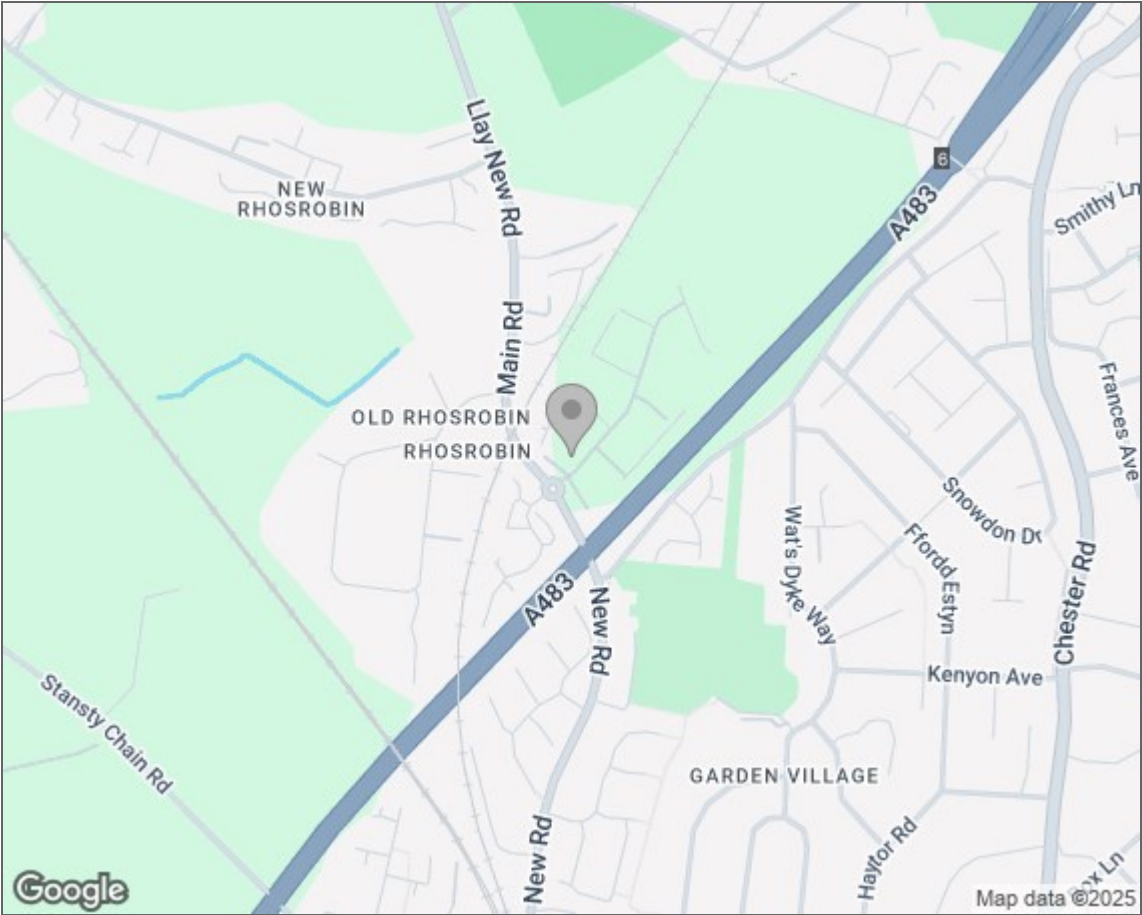 Llay New Rd
NEW
RHOSROBIN
6
A483
Smithy Ln
Main Rd
OLD RHOSROBIN
RHOSROBIN
Frances Ave
Snowdon Dr
Wat's Dyke Way
Ffordd Estyn
Chester Rd
A483
New Rd
Kenyon Ave
Stansty Chain Rd
GARDEN VILLAGE
New Rd
Haytor Rd
Ln
Google
Map data ©2025